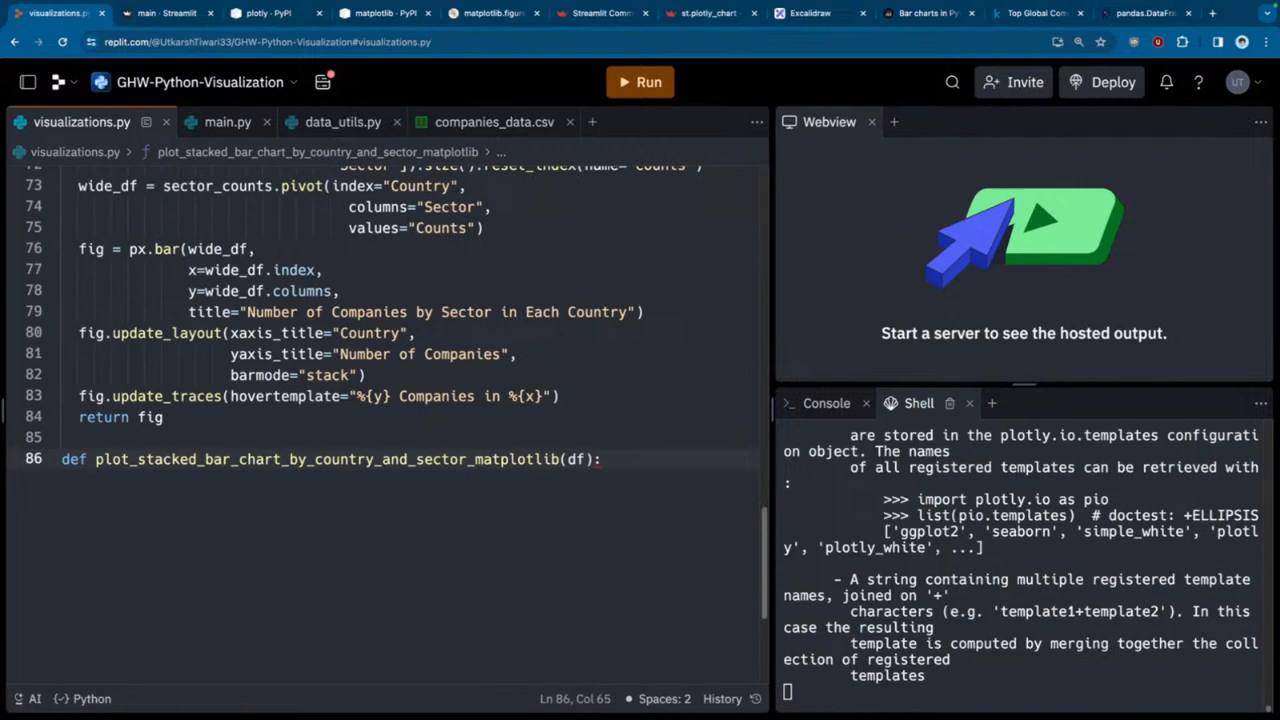 visualizations.py
main · Streamlit
plotly · PyPI
matplotlib · PyPI
matplotlib.figure
Streamlit Comm
st.plotly_chart -
Excalidraw
Bar charts in Pyt
Top Global Com
pandas.DataFra
replit.com/@UtkarshTiwari33/GHW-Python-Visualization#visualizations.py
GHW-Python-Visualization
Run
Invite
Deploy
UT
visualizations.py
main.py
data_utils.py
companies_data.csv
visualizations.py > plot_stacked_bar_chart_by_country_and_sector_matplotlib > ...
72 "Sector"]).size().reset_index(name="Counts")
73 wide_df = sector_counts.pivot(index="Country",
74 columns="Sector",
75 values="Counts")
76 fig = px.bar(wide_df,
77 x=wide_df.index,
78 y=wide_df.columns,
79 title="Number of Companies by Sector in Each Country")
80 fig.update_layout(xaxis_title="Country",
81 yaxis_title="Number of Companies",
82 barmode="stack")
83 fig.update_traces(hovertemplate="%{y} Companies in %{x}")
84 return fig
85
86 def plot_stacked_bar_chart_by_country_and_sector_matplotlib(df):
AI
Python
Ln 86, Col 65
Spaces: 2
History
Webview
Start a server to see the hosted output.
Console
Shell
are stored in the plotly.io.templates configurati
on object. The names
of all registered templates can be retrieved with
:
>>> import plotly.io as pio
>>> list(pio.templates) # doctest: +ELLIPSIS
['ggplot2', 'seaborn', 'simple_white', 'plotl
y', 'plotly_white', ...]
- A string containing multiple registered template
names, joined on '+'
characters (e.g. 'template1+template2'). In this
case the resulting
template is computed by merging together the coll
ection of registered
templates